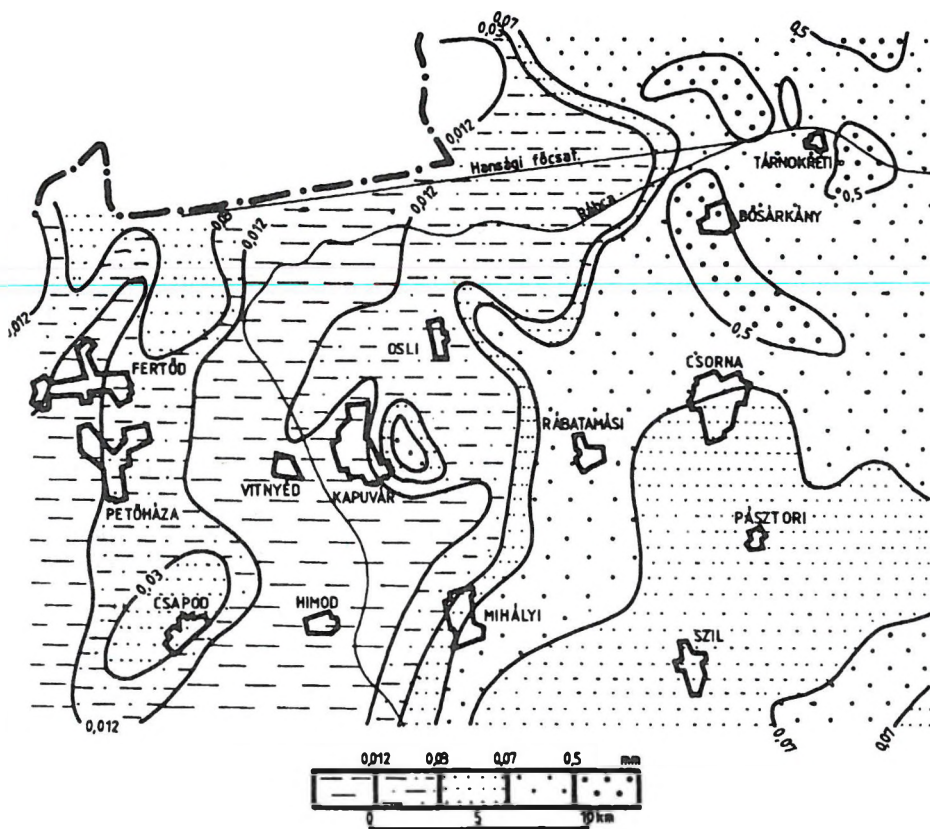 0,07
0,03
0,5
0,012
Hansági főcsat.
TÁRNOKRÉTI
0,5
Rábca
BŐSÁRKÁNY
0,03
0,012
0,012
0,012
0,5
OSLI
FERTŐD
CSORNA
RÁBATAMÁSI
VITNYÉD
KAPUVÁR
PETŐHÁZA
PÁSZTORI
0,03
CSAPOD
HIMOD
MIHÁLYI
SZIL
0,012
0,012
0,07
0,07
0,012 0,03 0,07 0,5 mm
0 5 10 km